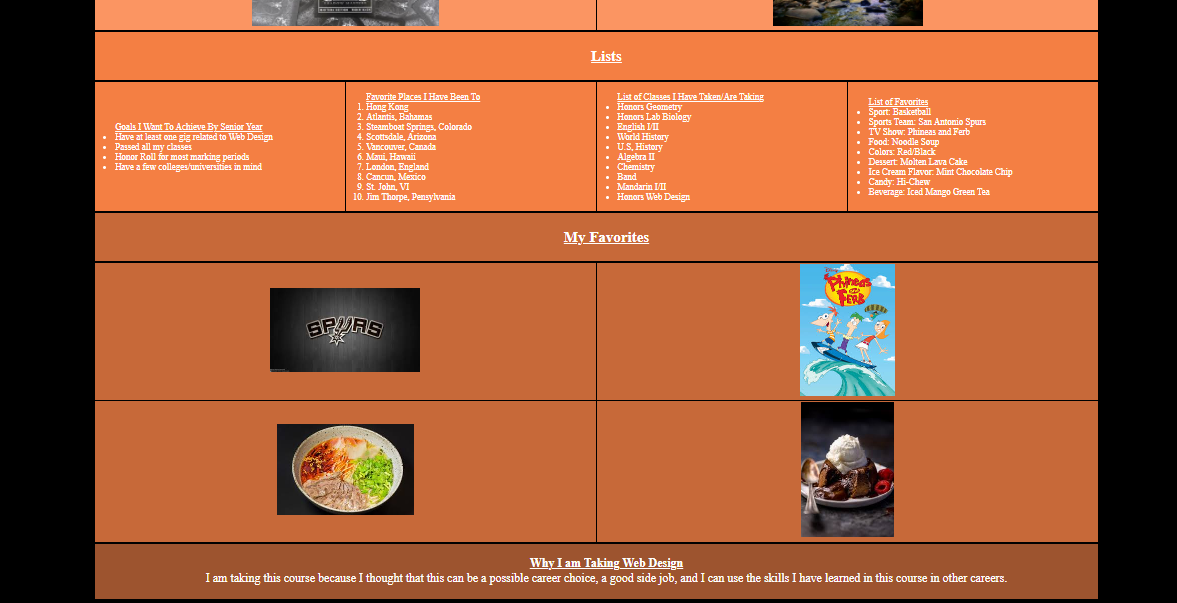 Lists
Goals I Want To Achieve By Senior Year
Have at least one gig related to Web Design
Passed all my classes
Honor Roll for most marking periods
Have a few colleges/universities in mind
Favorite Places I Have Been To
1. Hong Kong
2. Atlantis, Bahamas
3. Steamboat Springs, Colorado
4. Scottsdale, Arizona
5. Vancouver, Canada
6. Maui, Hawaii
7. London, England
8. Cancun, Mexico
9. St. John, VI
10. Jim Thorpe, Pensylvania
List of Classes I Have Taken/Are Taking
Honors Geometry
Honors Lab Biology
English I/II
World History
U.S, History
Algebra II
Chemistry
Band
Mandarin I/II
Honors Web Design
List of Favorites
Sport: Basketball
Sports Team: San Antonio Spurs
TV Show: Phineas and Ferb
Food: Noodle Soup
Colors: Red/Black
Dessert: Molten Lava Cake
Ice Cream Flavor: Mint Chocolate Chip
Candy: Hi-Chew
Beverage: Iced Mango Green Tea
My Favorites
SPURS
Disney
Phineas
and
Ferb
Why I am Taking Web Design
I am taking this course because I thought that this can be a possible career choice, a good side job, and I can use the skills I have learned in this course in other careers.